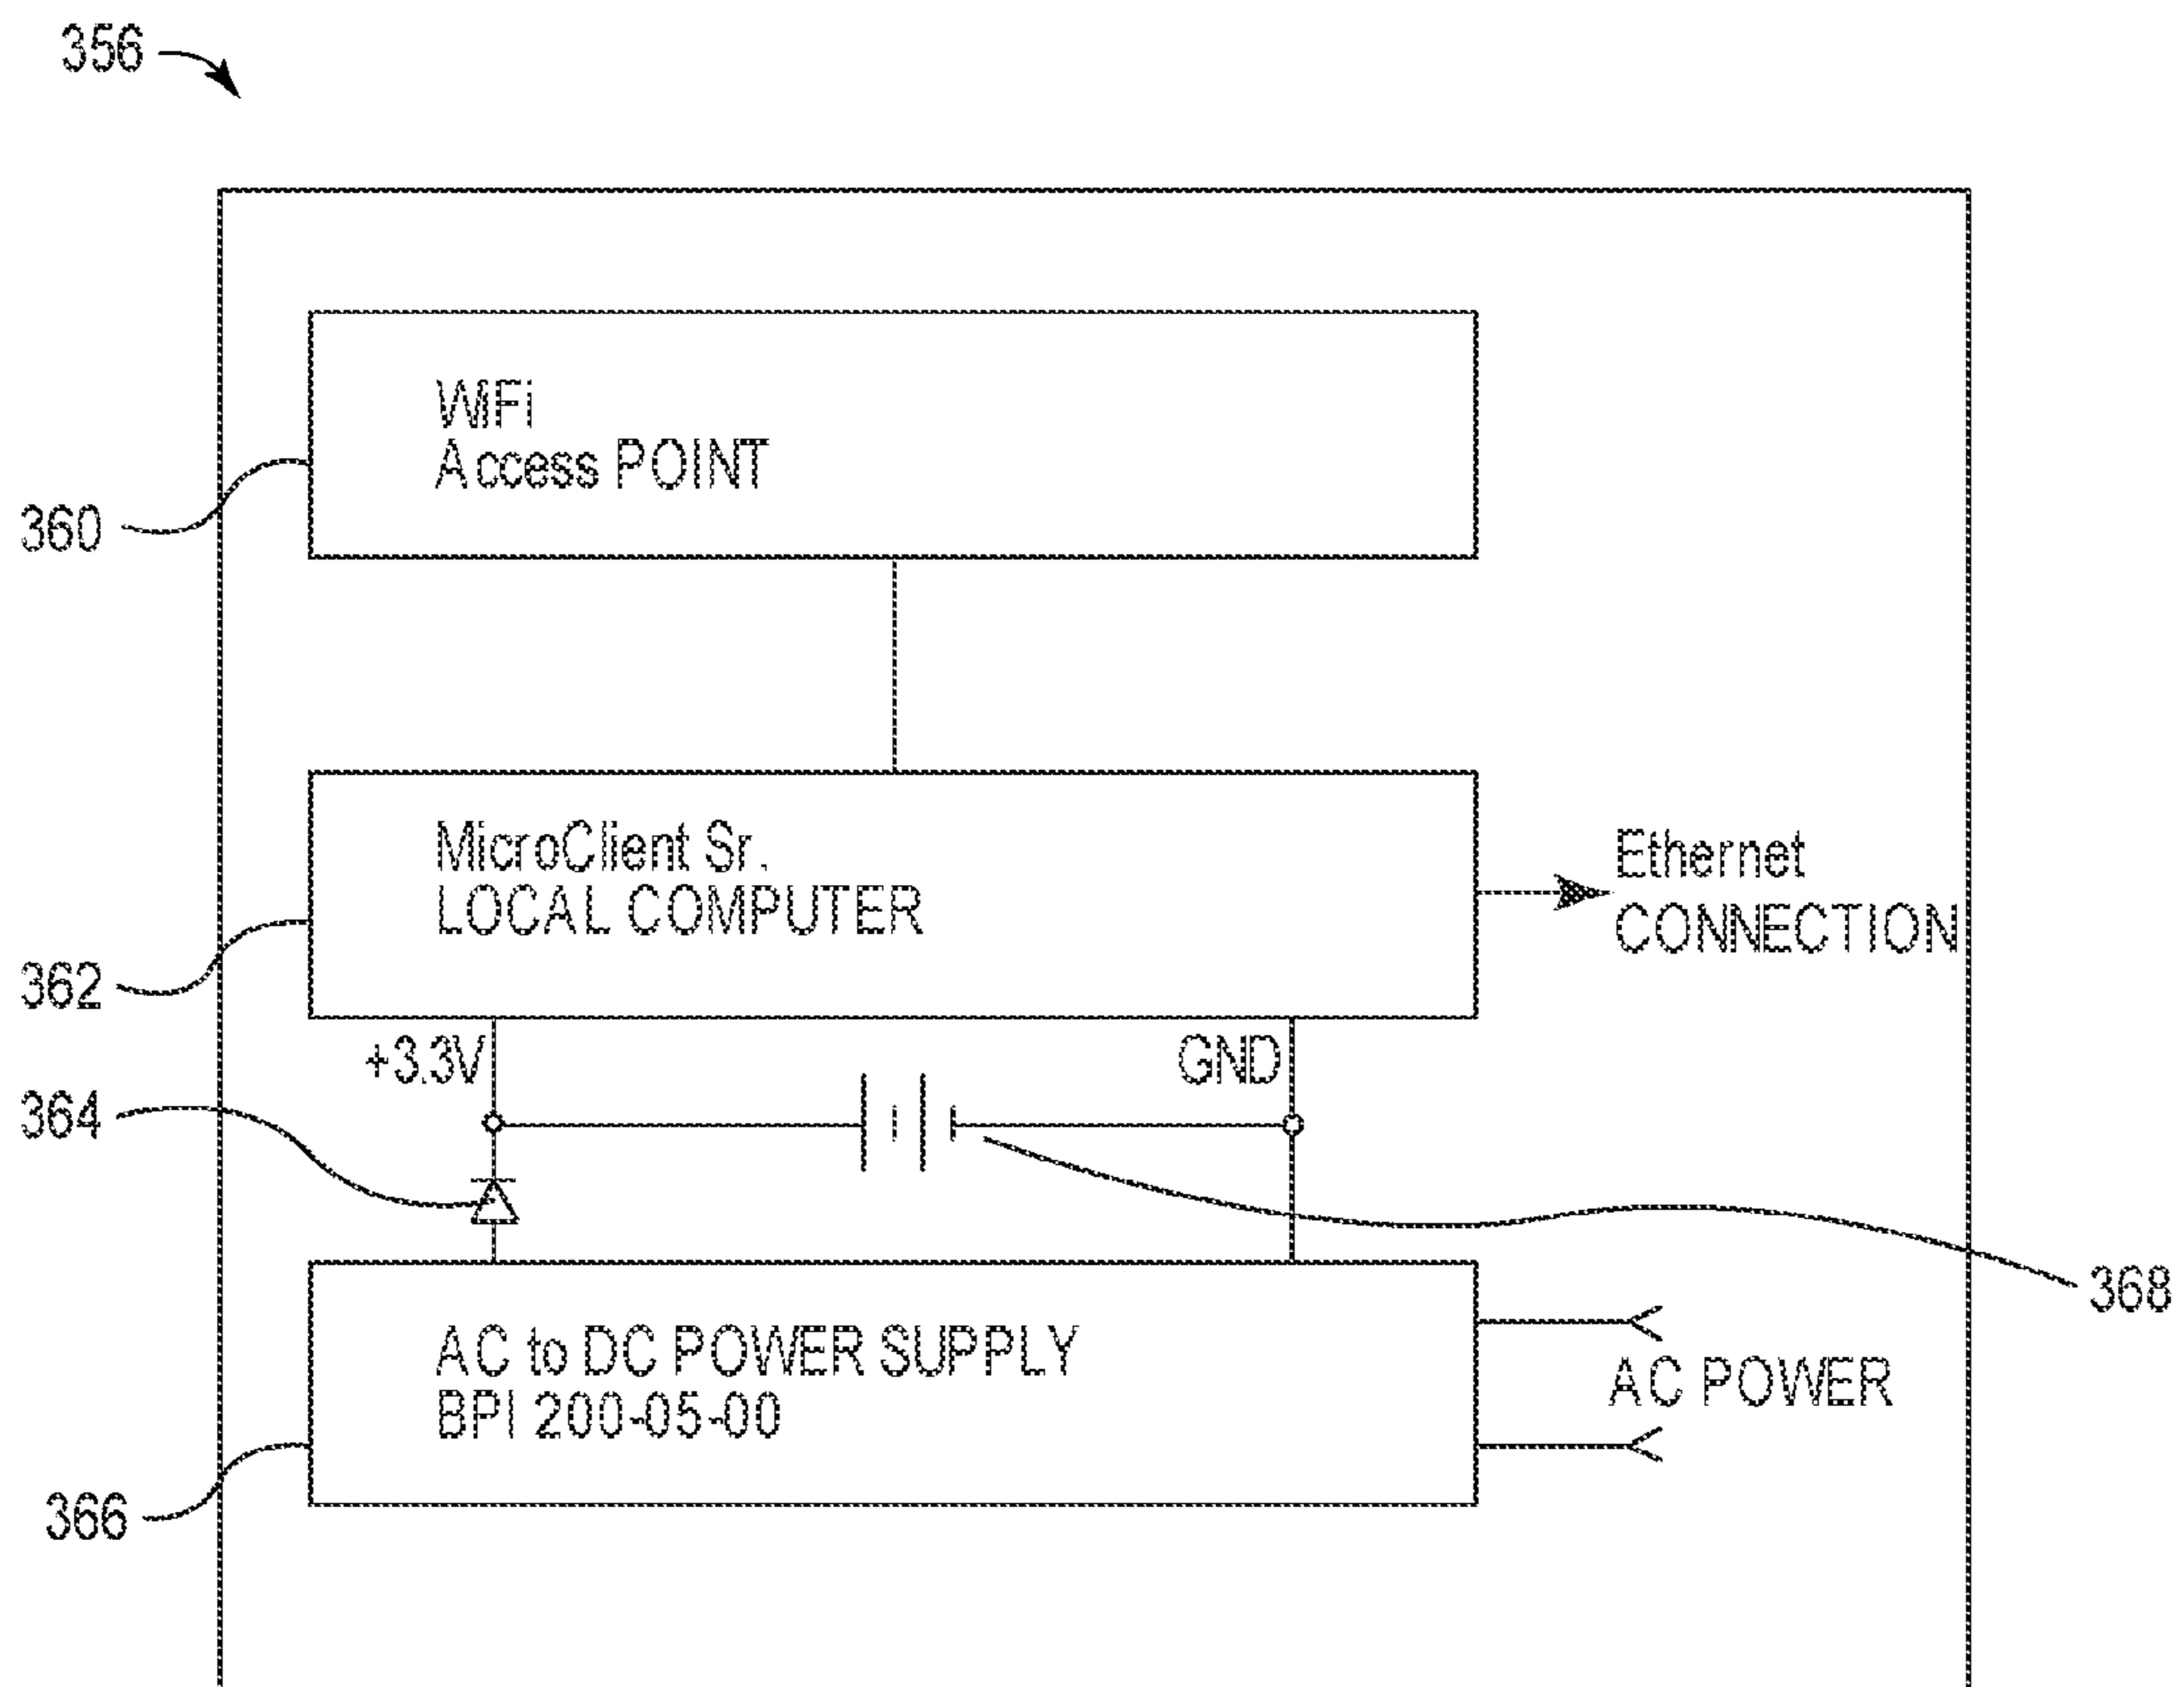 356
WiFi
Access POINT
360
MicroClient Sr.
LOCAL COMPUTER
Ethernet
CONNECTION
362
+3.3V
GND
364
368
AC to DC POWER SUPPLY
BPI 200-05-00
AC POWER
366